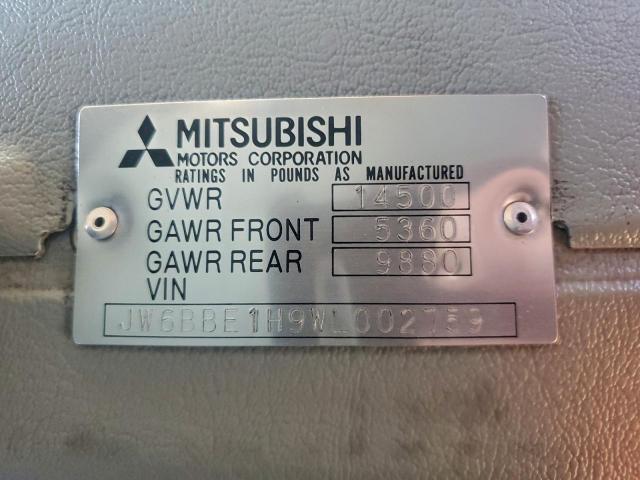 MITSUBISHI
MOTORS CORPORATION
RATINGS IN POUNDS AS MANUFACTURED
GVWR 14500
GAWR FRONT 5360
GAWR REAR 9880
VIN
JW6BBE1H9WL002759